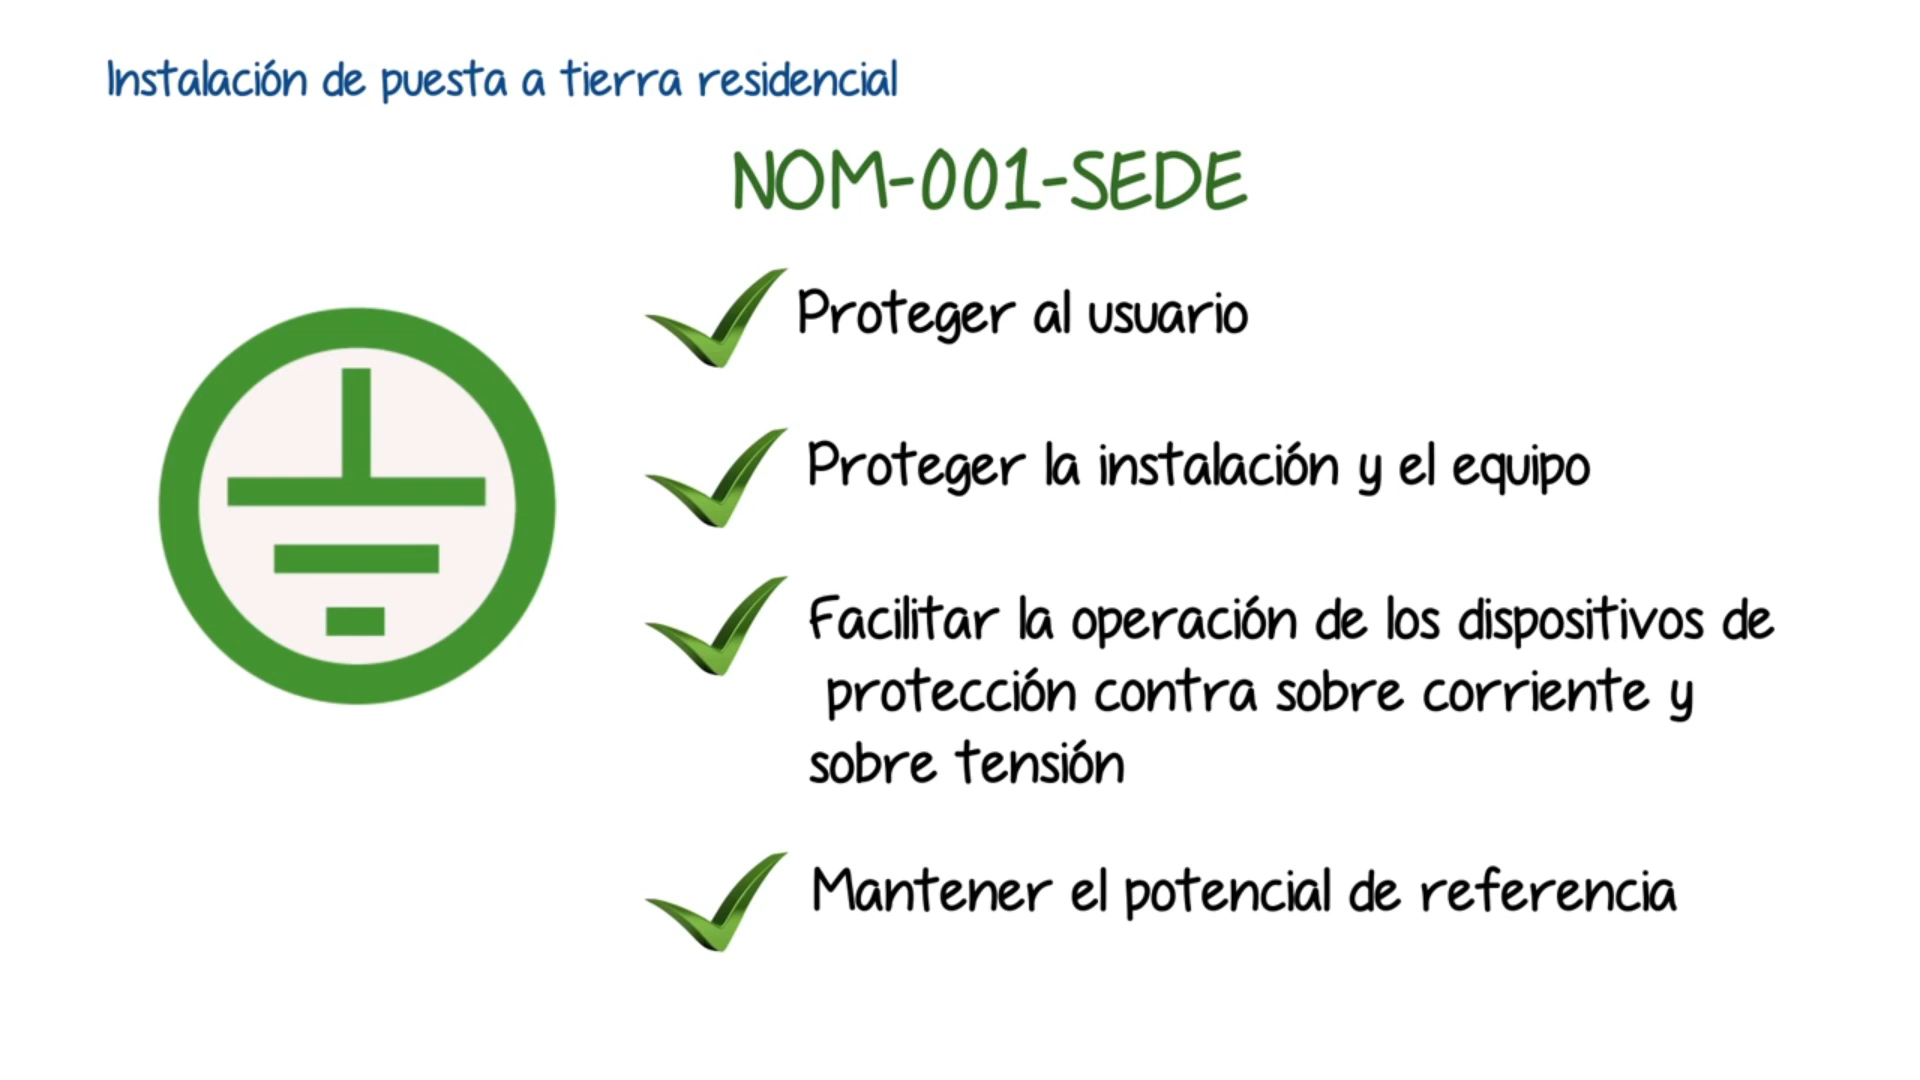 Instalación de puesta a tierra residencial
NOM-001-SEDE
Proteger al usuario
Proteger la instalación y el equipo
Facilitar la operación de los dispositivos de
protección contra sobre corriente y
sobre tensión
Mantener el potencial de referencia